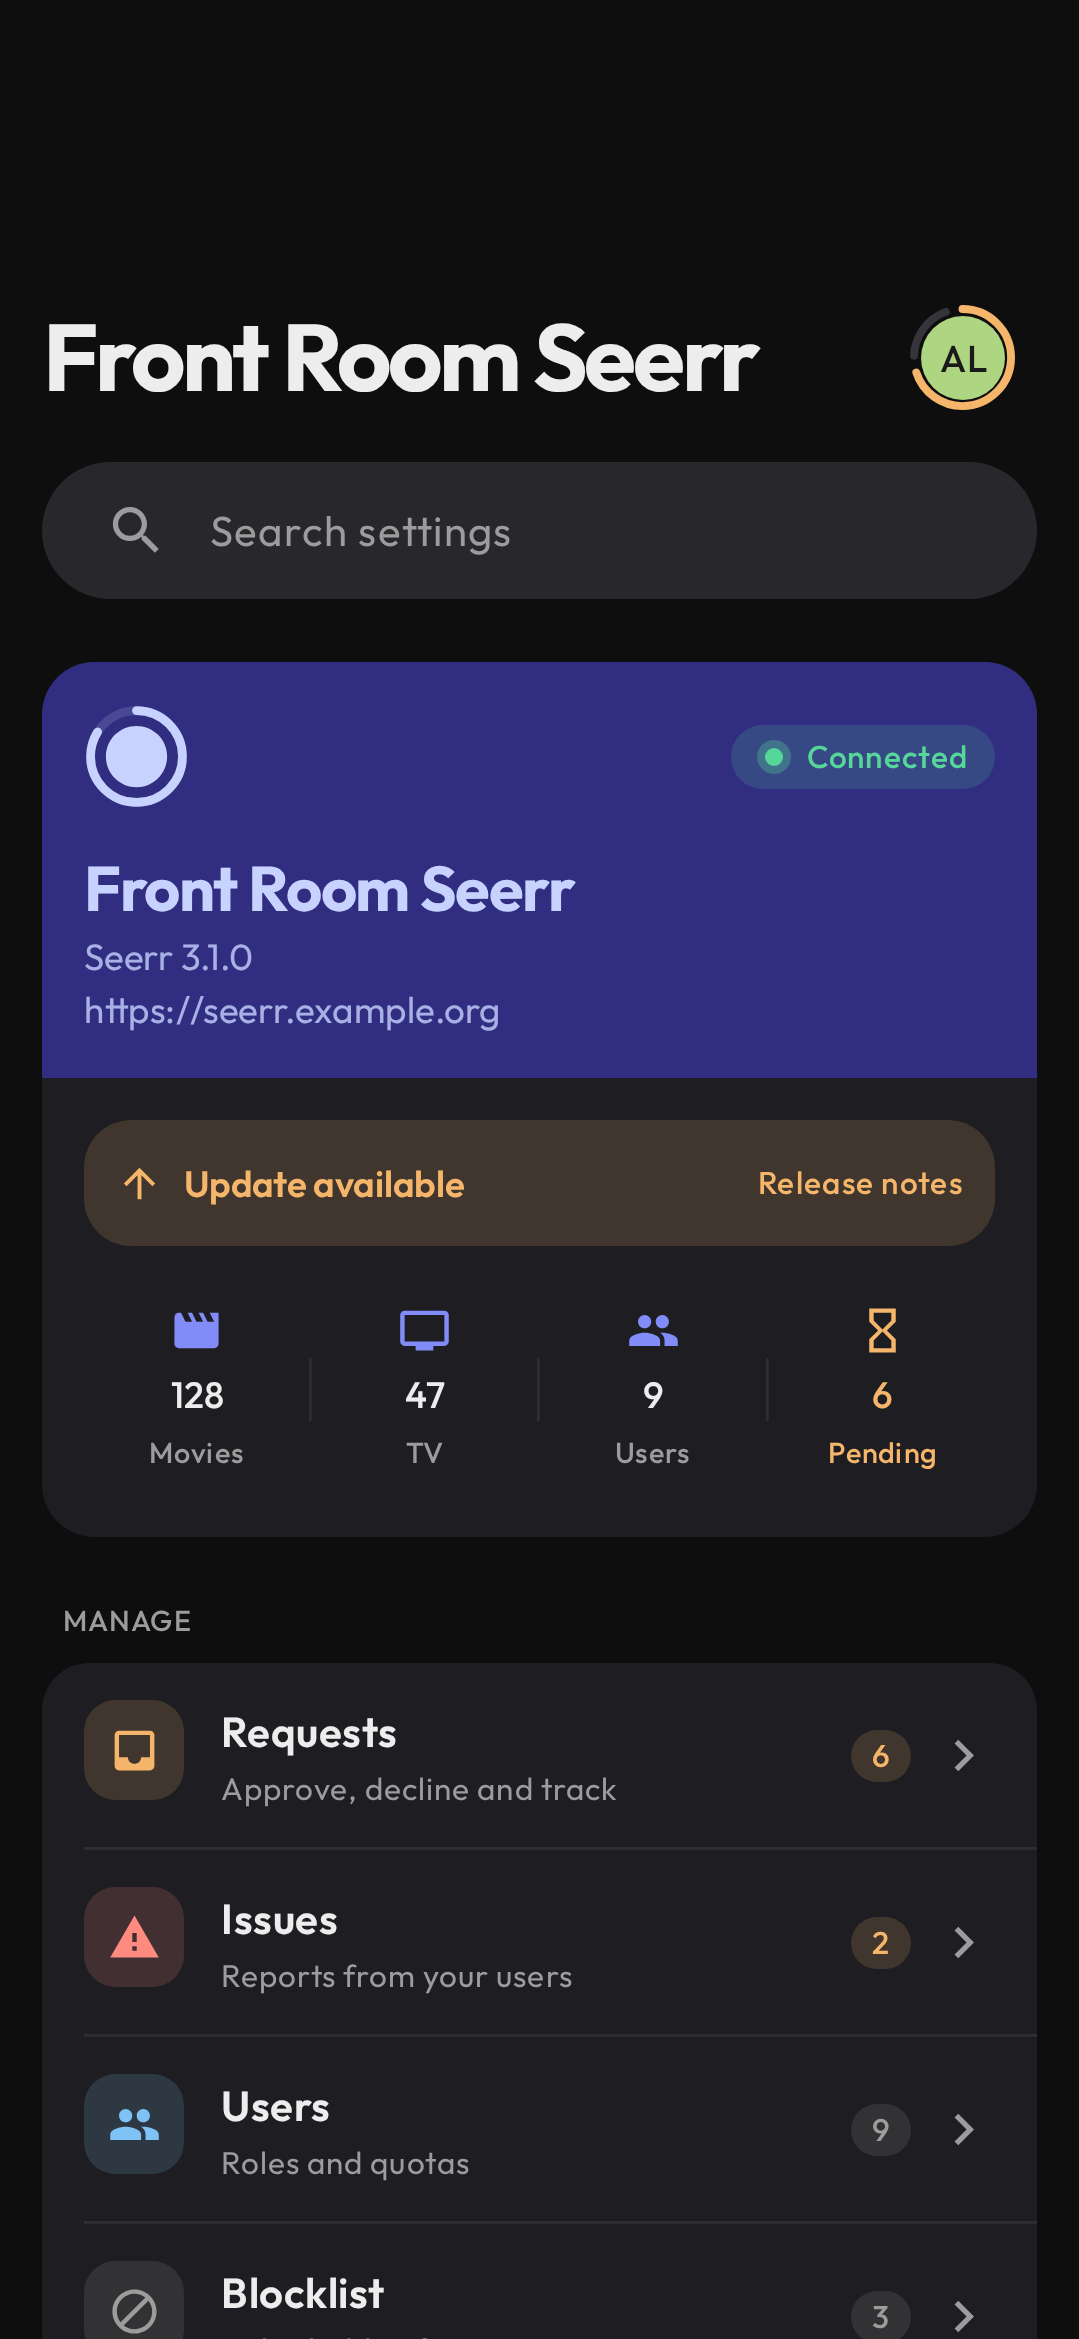 Front Room Seerr
AL
Search settings
Connected
Front Room Seerr
Seerr 3.1.0
https://seerr.example.org
Update available
Release notes
128
Movies
47
TV
9
Users
6
Pending
MANAGE
Requests
Approve, decline and track
6
Issues
Reports from your users
2
Users
Roles and quotas
9
Blocklist
3